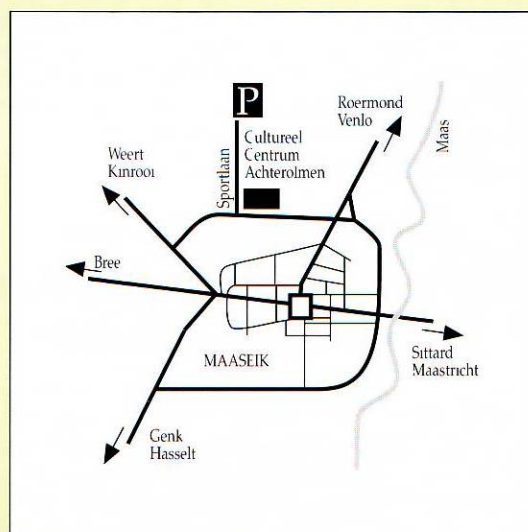 P
Roermond
Venlo
Maas
Sportlaan
Cultureel
Centrum
Achterolmen
Weert
Kinrooi
Bree
MAASEIK
Sittard
Maastricht
Genk
Hasselt